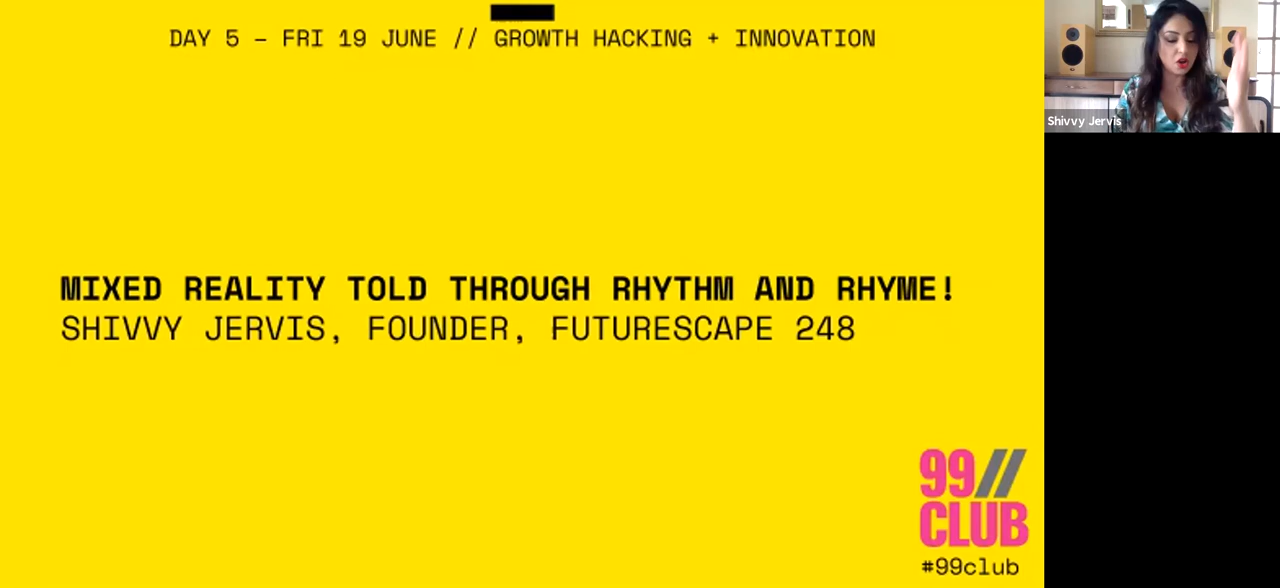 DAY 5 – FRI 19 JUNE // GROWTH HACKING + INNOVATION
Shivvy Jervis
MIXED REALITY TOLD THROUGH RHYTHM AND RHYME!
SHIVVY JERVIS, FOUNDER, FUTURESCAPE 248
99//
CLUB
#99club